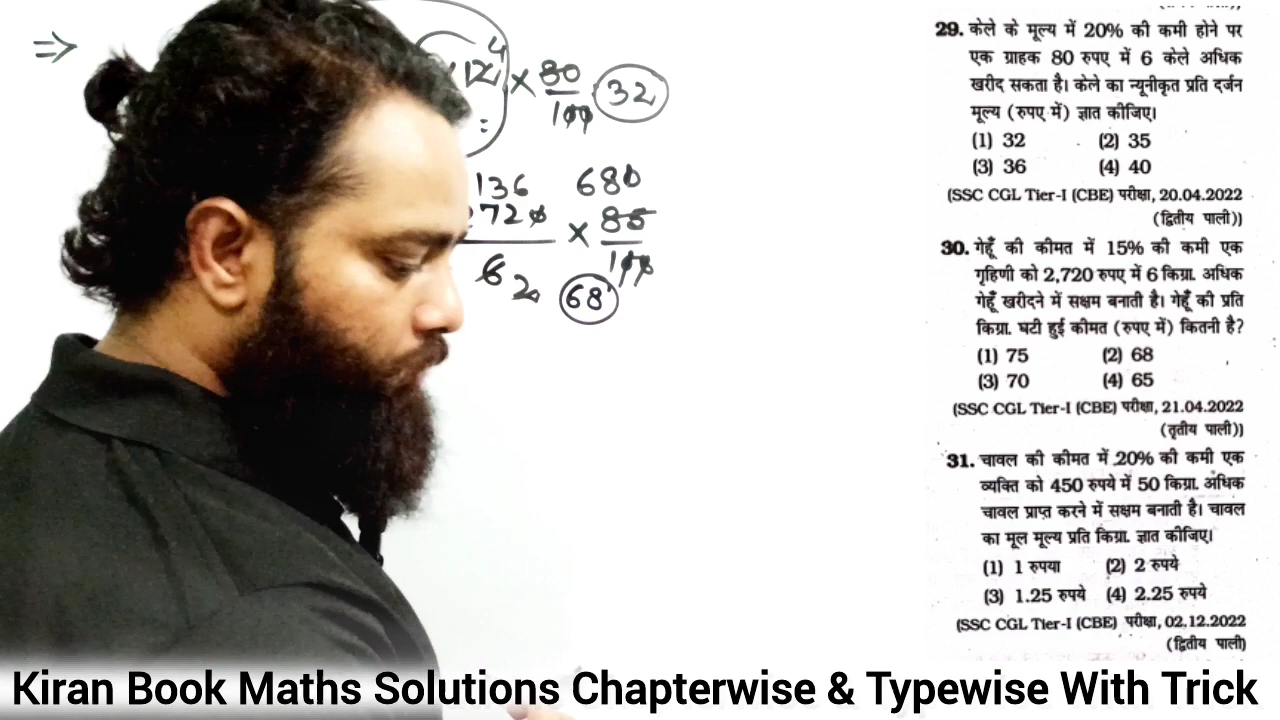 ⇒
12 4 × 80
100 32
:
136 680
2720 × 85
100
6 2 68
29. केले के मूल्य में 20% की कमी होने पर
एक ग्राहक 80 रुपए में 6 केले अधिक
खरीद सकता है। केले का न्यूनीकृत प्रति दर्जन
मूल्य (रुपए में) ज्ञात कीजिए।
(1) 32 (2) 35
(3) 36 (4) 40
(SSC CGL Tier-I (CBE) परीक्षा, 20.04.2022
(द्वितीय पाली))
30. गेहूँ की कीमत में 15% की कमी एक
गृहिणी को 2,720 रुपए में 6 किग्रा. अधिक
गेहूँ खरीदने में सक्षम बनाती है। गेहूँ की प्रति
किग्रा. घटी हुई कीमत (रुपए में) कितनी है?
(1) 75 (2) 68
(3) 70 (4) 65
(SSC CGL Tier-I (CBE) परीक्षा, 21.04.2022
(तृतीय पाली))
31. चावल की कीमत में 20% की कमी एक
व्यक्ति को 450 रुपये में 50 किग्रा. अधिक
चावल प्राप्त करने में सक्षम बनाती है। चावल
का मूल मूल्य प्रति किग्रा. ज्ञात कीजिए।
(1) 1 रुपया (2) 2 रुपये
(3) 1.25 रुपये (4) 2.25 रुपये
(SSC CGL Tier-I (CBE) परीक्षा, 02.12.2022
(द्वितीय पाली)
Kiran Book Maths Solutions Chapterwise & Typewise With Trick